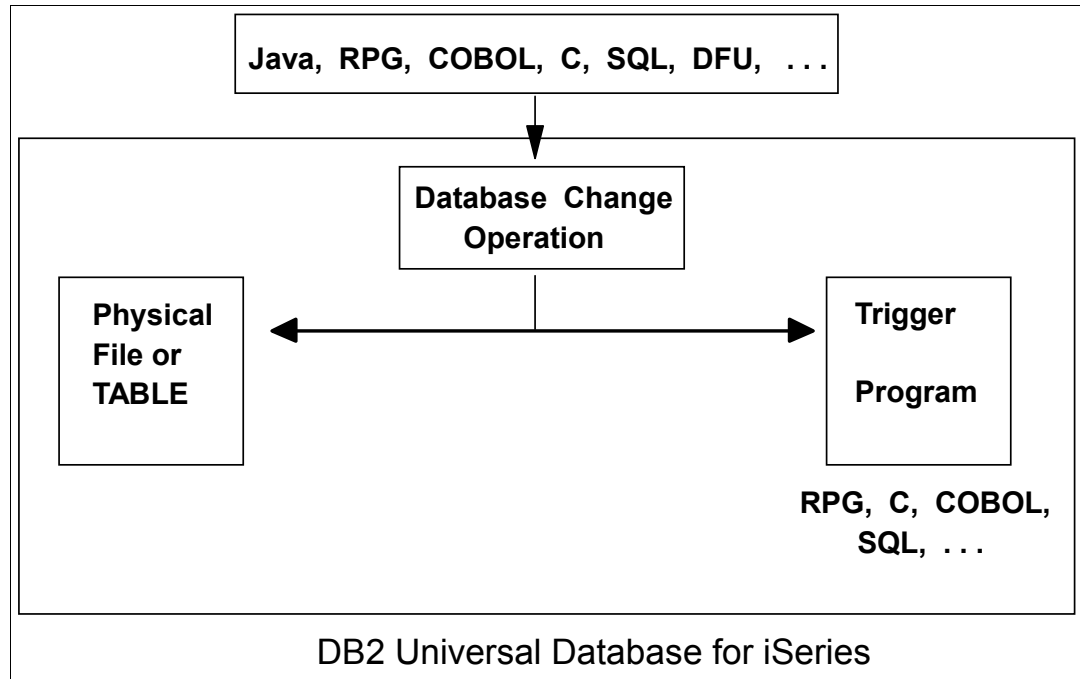 Java, RPG, COBOL, C, SQL, DFU, . . .
Database Change
Operation
Physical
File or
TABLE
Trigger
Program
RPG, C, COBOL,
SQL, . . .
DB2 Universal Database for iSeries